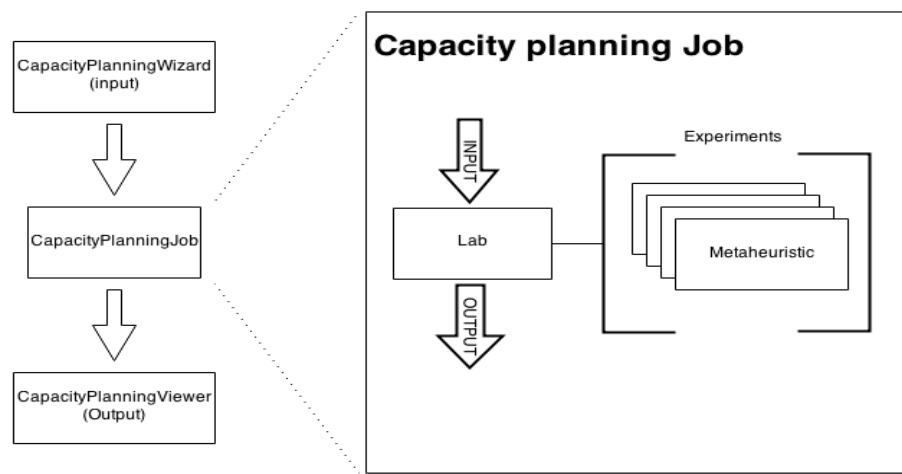 CapacityPlanningWizard
(input)
CapacityPlanningJob
CapacityPlanningViewer
(Output)
Capacity planning Job
INPUT
Lab
OUTPUT
Experiments
Metaheuristic